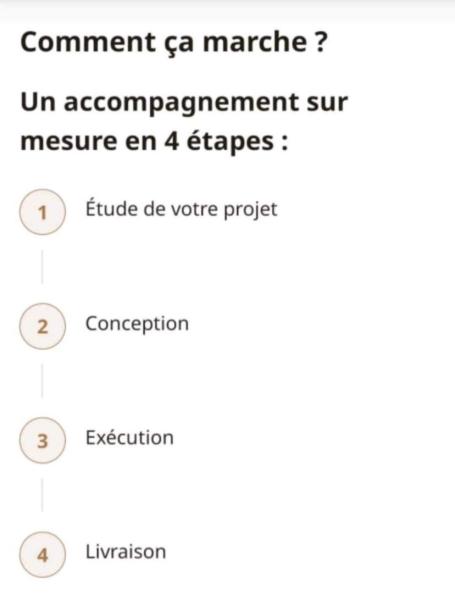 Comment ça marche ?
Un accompagnement sur
mesure en 4 étapes :
1 Étude de votre projet
2 Conception
3 Exécution
4 Livraison